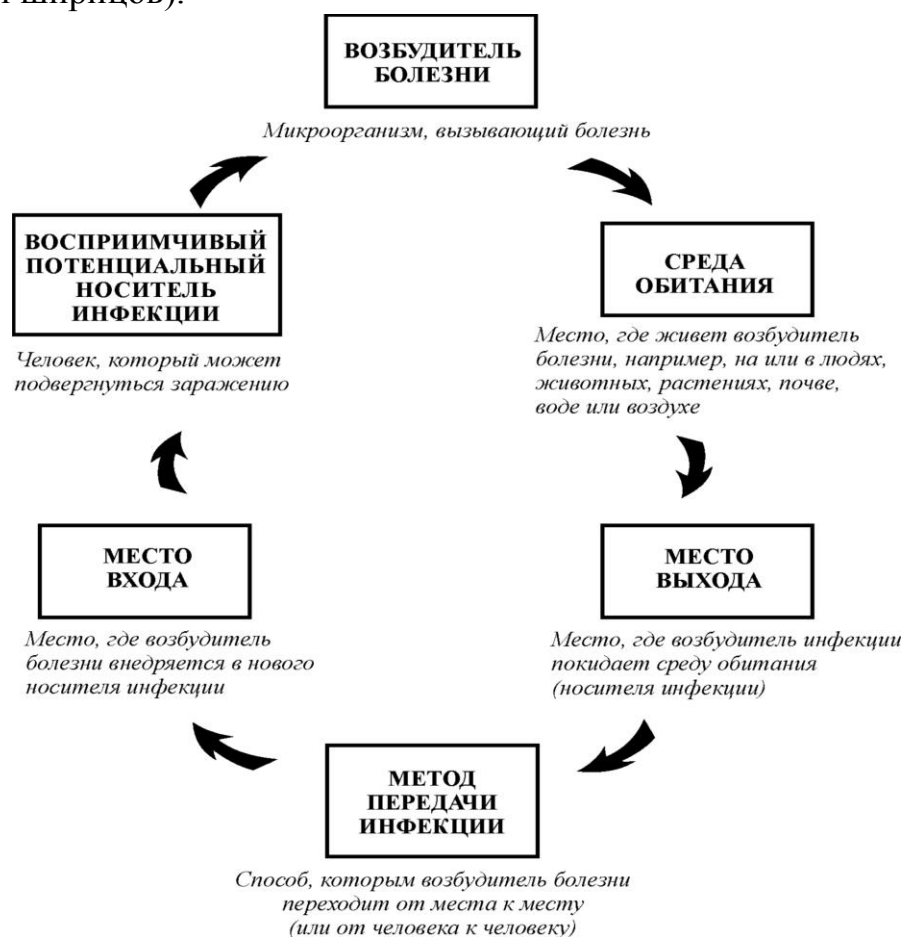 шприцов).
ВОЗБУДИТЕЛЬ
БОЛЕЗНИ
Микроорганизм, вызывающий болезнь
СРЕДА
ОБИТАНИЯ
Место, где живет возбудитель
болезни, например, на или в людях,
животных, растениях, почве,
воде или воздухе
МЕСТО
ВЫХОДА
Место, где возбудитель инфекции
покидает среду обитания
(носителя инфекции)
МЕТОД
ПЕРЕДАЧИ
ИНФЕКЦИИ
Способ, которым возбудитель болезни
переходит от места к месту
(или от человека к человеку)
МЕСТО
ВХОДА
Место, где возбудитель
болезни внедряется в нового
носителя инфекции
ВОСПРИИМЧИВЫЙ
ПОТЕНЦИАЛЬНЫЙ
НОСИТЕЛЬ
ИНФЕКЦИИ
Человек, который может
подвергнуться заражению